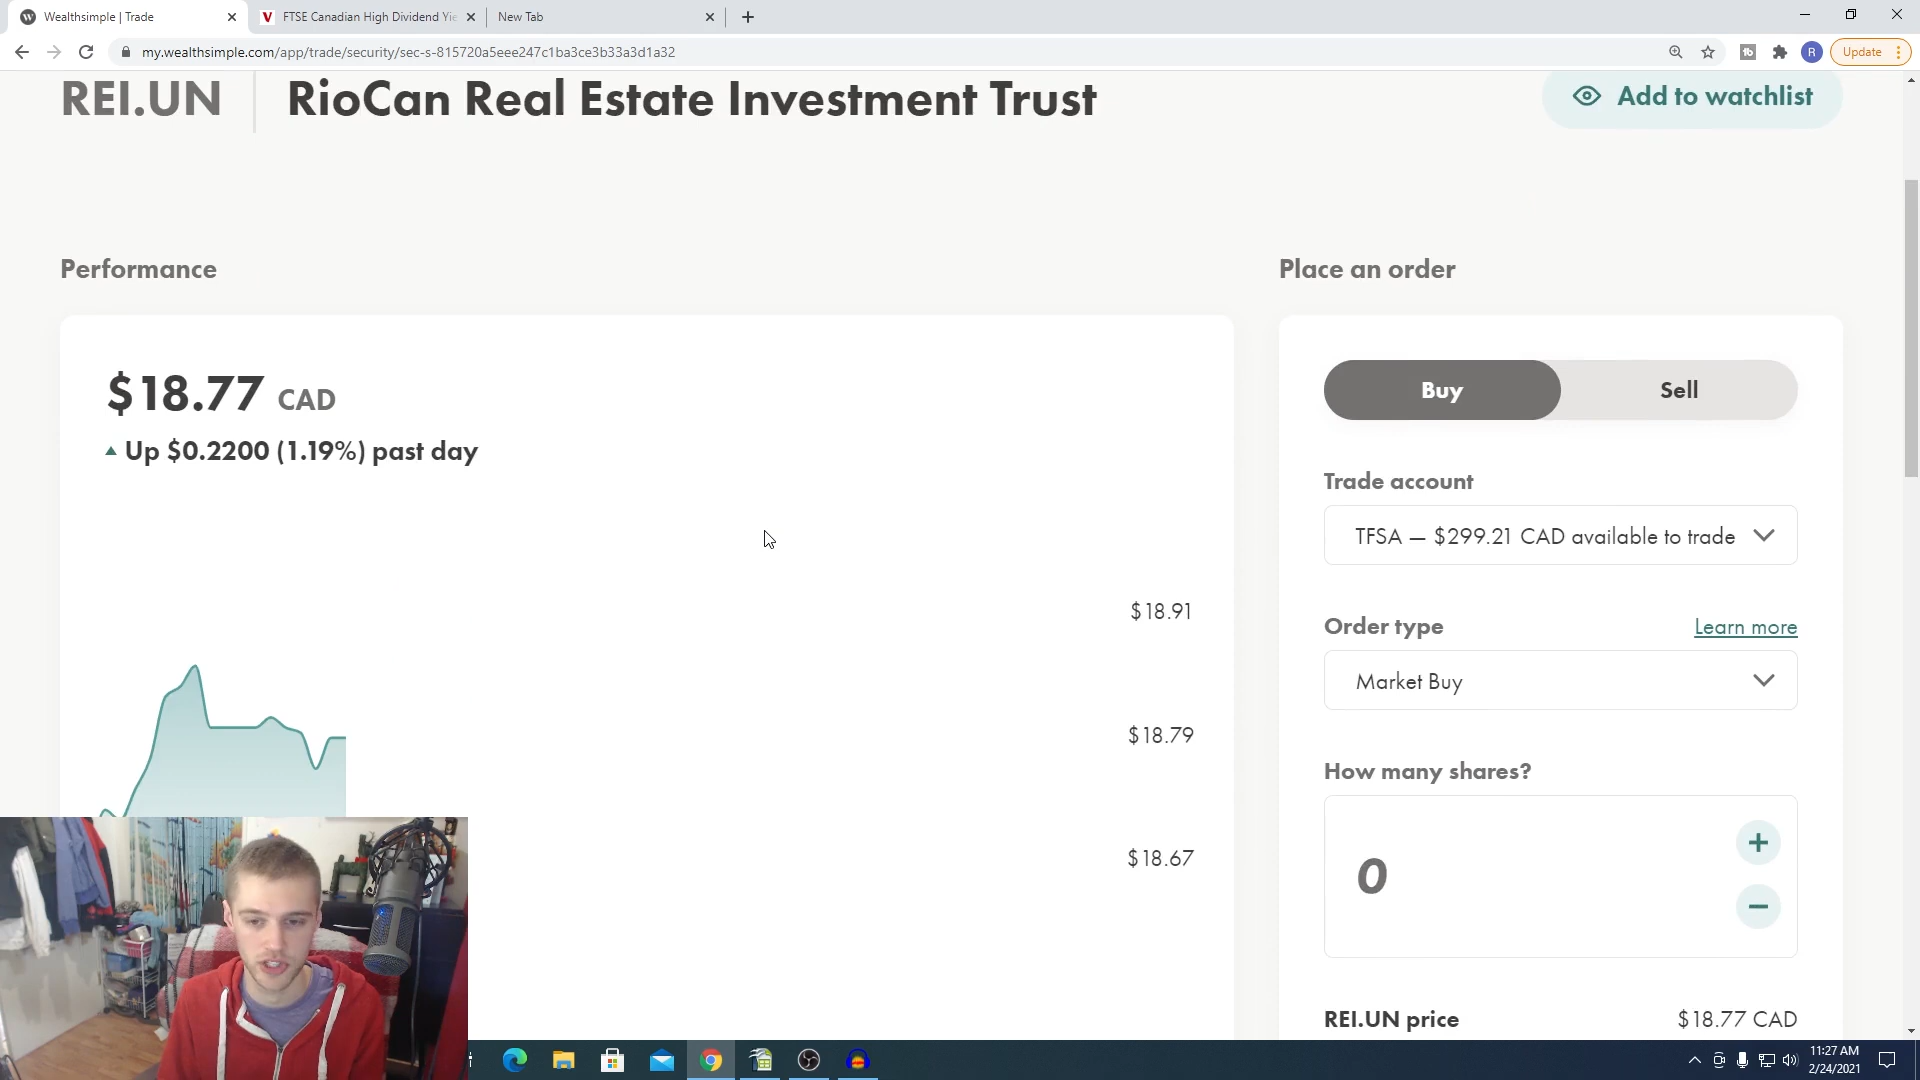 Wealthsimple | Trade
FTSE Canadian High Dividend Yie
New Tab
my.wealthsimple.com/app/trade/security/sec-s-815720a5eee247c1ba3ce3b33a3d1a32
R
Update
REI.UN
RioCan Real Estate Investment Trust
Add to watchlist
Performance
$18.77 CAD
Up $0.2200 (1.19%) past day
$18.91
$18.79
$18.67
Place an order
Buy
Sell
Trade account
TFSA — $299.21 CAD available to trade
Order type
Learn more
Market Buy
How many shares?
0
+
−
REI.UN price
$18.77 CAD
11:27 AM
2/24/2021